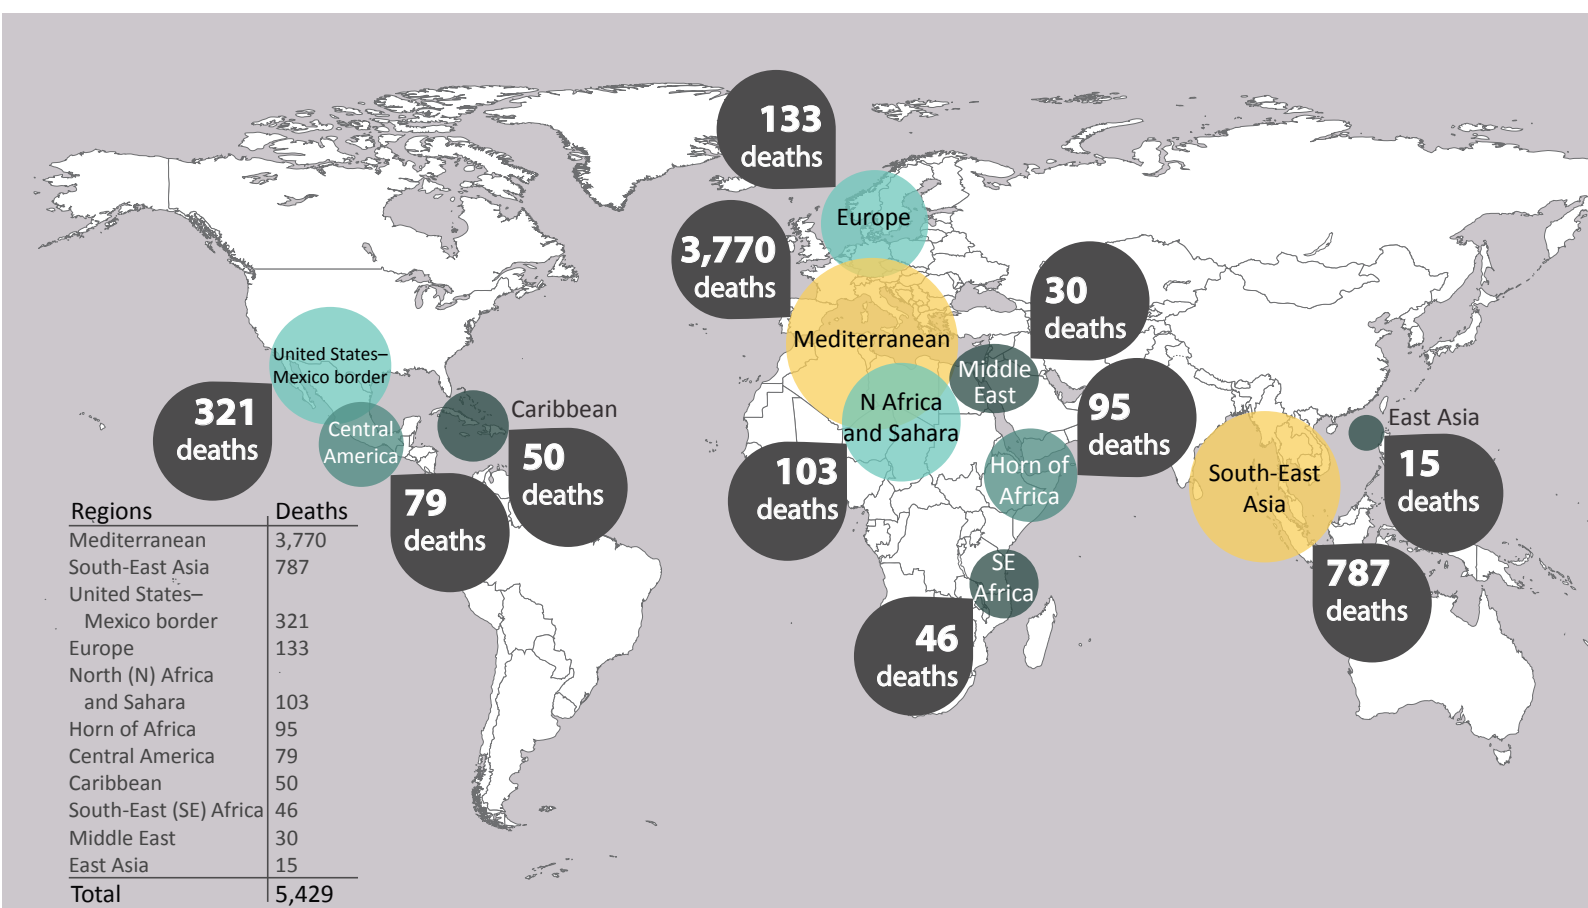 133
deaths
Europe
3,770
deaths
30
deaths
Mediterranean
United States–
Mexico border
Middle
East
321
deaths
Central
America
Caribbean
N Africa
and Sahara
95
deaths
East Asia
50
deaths
103
deaths
Horn of
Africa
South-East
Asia
15
deaths
79
deaths
SE
Africa
787
deaths
46
deaths
Regions Deaths
Mediterranean 3,770
South-East Asia 787
United States–
Mexico border 321
Europe 133
North (N) Africa
and Sahara 103
Horn of Africa 95
Central America 79
Caribbean 50
South-East (SE) Africa 46
Middle East 30
East Asia 15
Total 5,429